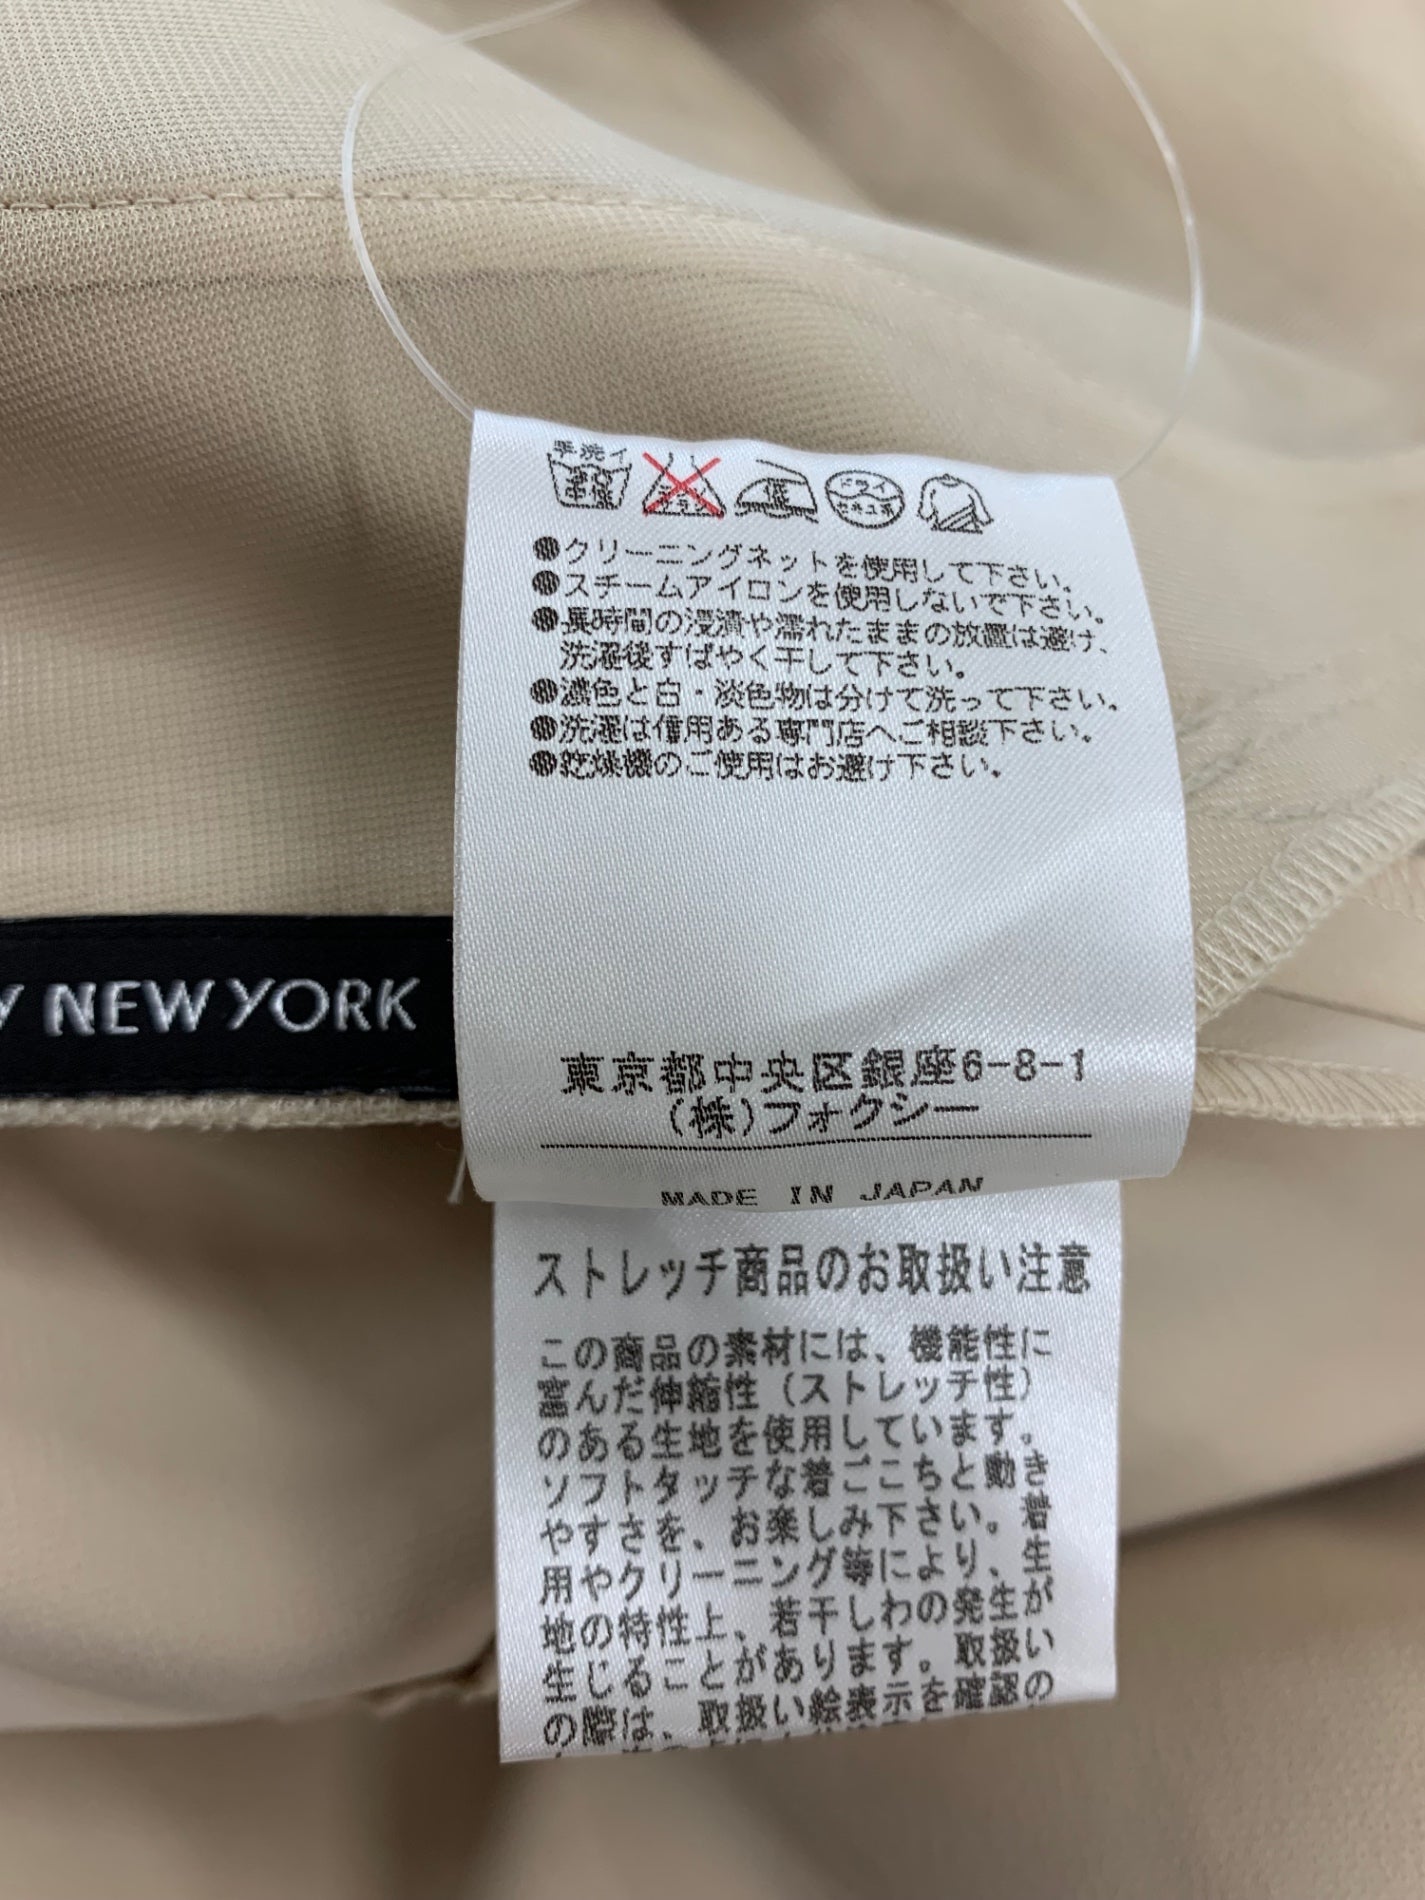 手洗イ
中性
エンソ
サラシ
低
ドライ
セキユ系
●クリーニングネットを使用して下さい。
●スチームアイロンを使用しないで下さい。
●長時間の浸漬や濡れたままの放置は避け、
洗濯後すばやく干して下さい。
●濃色と白・淡色物は分けて洗って下さい。
●洗濯は信用ある専門店へご相談下さい。
●乾燥機のご使用はお避け下さい。
Y NEW YORK
東京都中央区銀座6-8-1
(株)フォクシー
MADE IN JAPAN
ストレッチ商品のお取扱い注意
この商品の素材には、機能性に
富んだ伸縮性（ストレッチ性）
のある生地を使用しています。
ソフトタッチな着ごこちと動き
やすさを、お楽しみ下さい。着
用やクリーニング等により、生
地の特性上、若干しわの発生が
生じることがあります。取扱い
の際は、取扱い絵表示を確認の